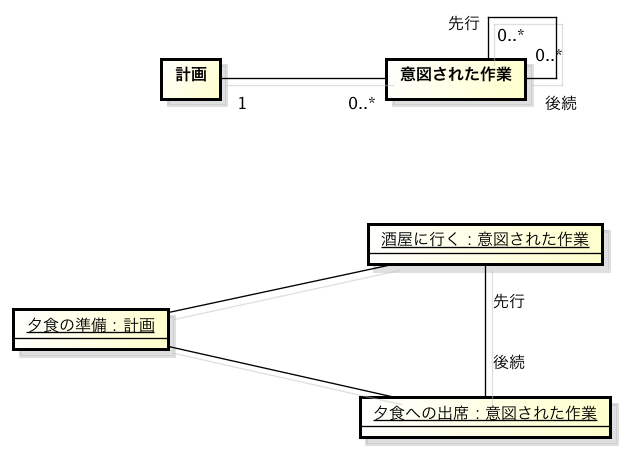 先行
0..*
0..*
計画
意図された作業
1
0..*
後続
酒屋に行く：意図された作業
先行
夕食の準備：計画
後続
夕食への出席：意図された作業